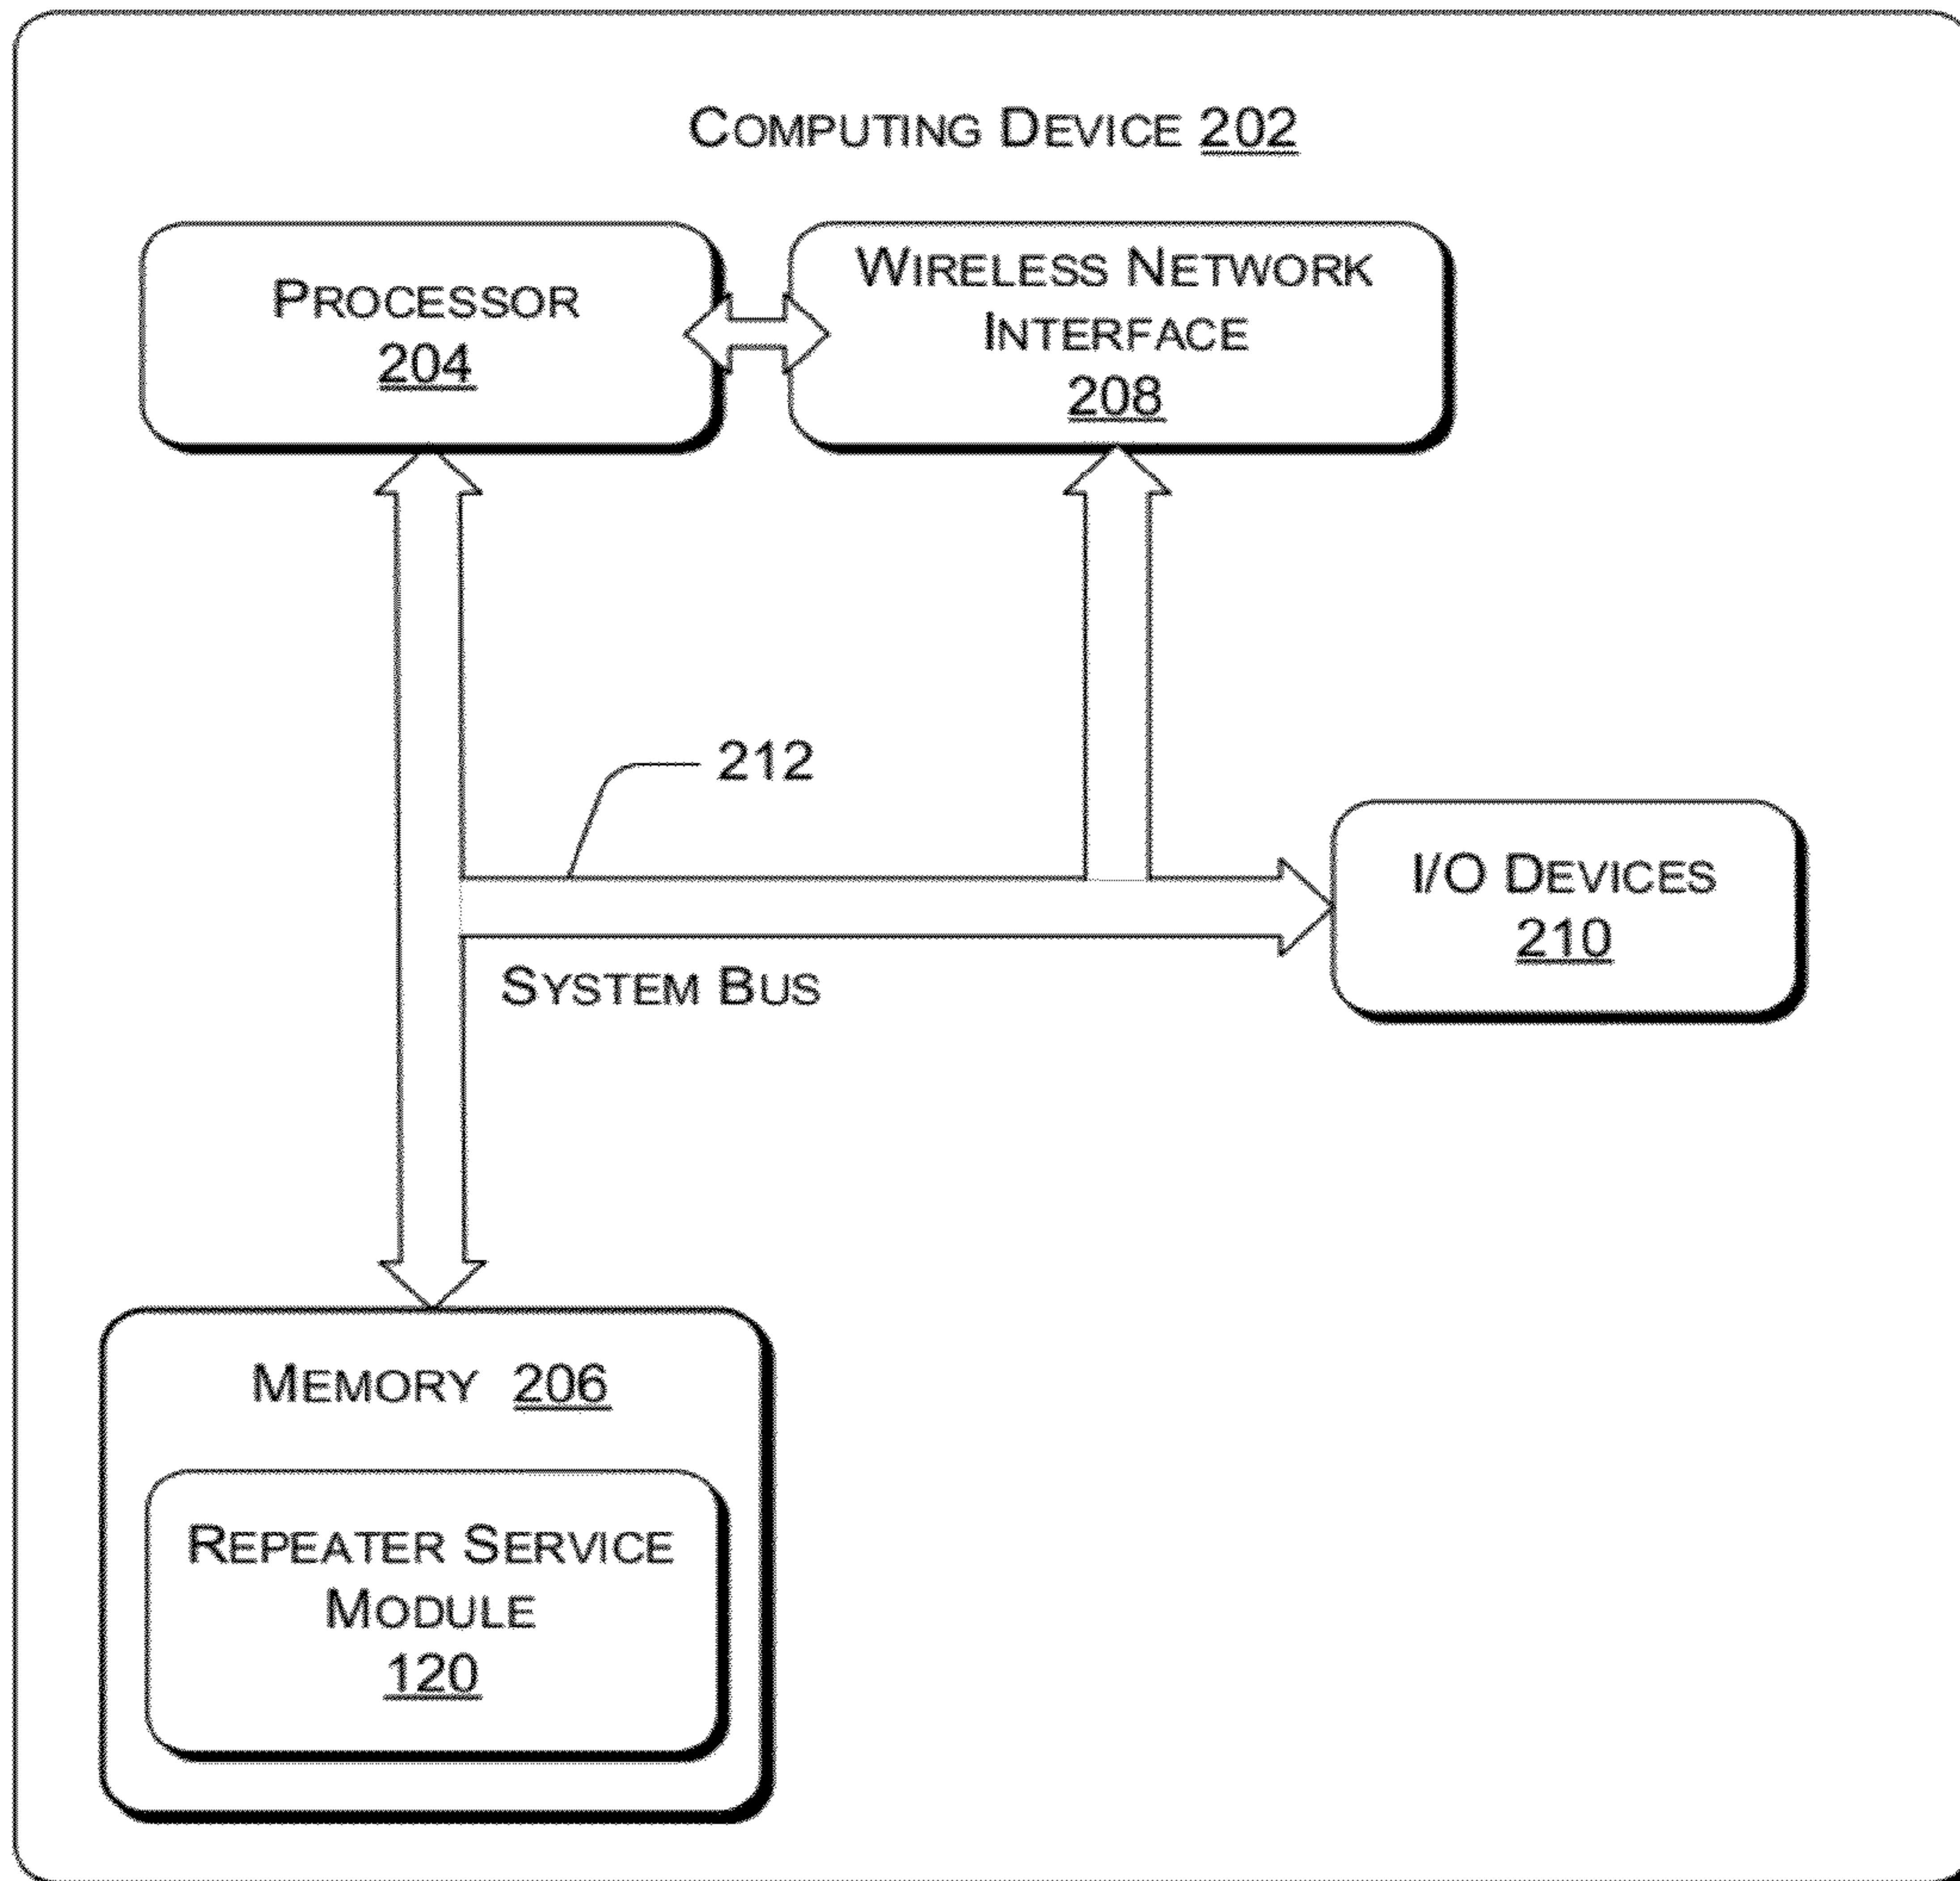 COMPUTING DEVICE 202
PROCESSOR
204
WIRELESS NETWORK
INTERFACE
208
212
I/O DEVICES
210
SYSTEM BUS
MEMORY 206
REPEATER SERVICE
MODULE
120